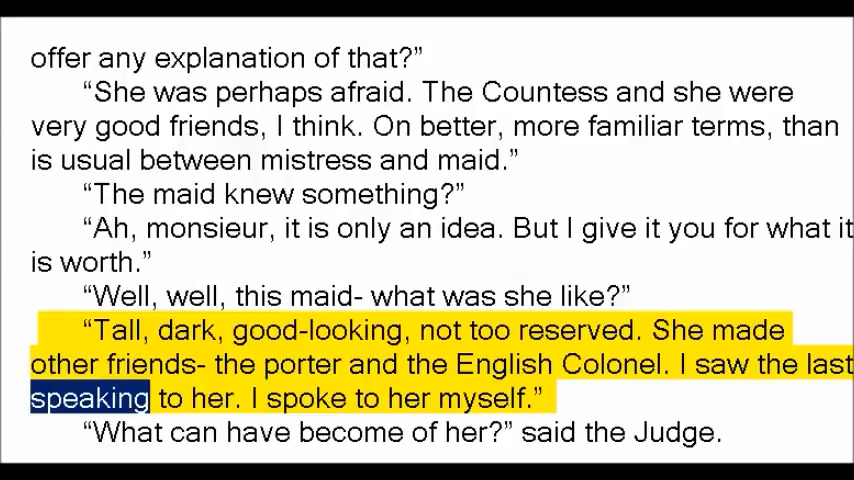 offer any explanation of that?”
“She was perhaps afraid. The Countess and she were
very good friends, I think. On better, more familiar terms, than
is usual between mistress and maid.”
“The maid knew something?”
“Ah, monsieur, it is only an idea. But I give it you for what it
is worth.”
“Well, well, this maid- what was she like?”
“Tall, dark, good-looking, not too reserved. She made
other friends- the porter and the English Colonel. I saw the last
speaking to her. I spoke to her myself.”
“What can have become of her?” said the Judge.